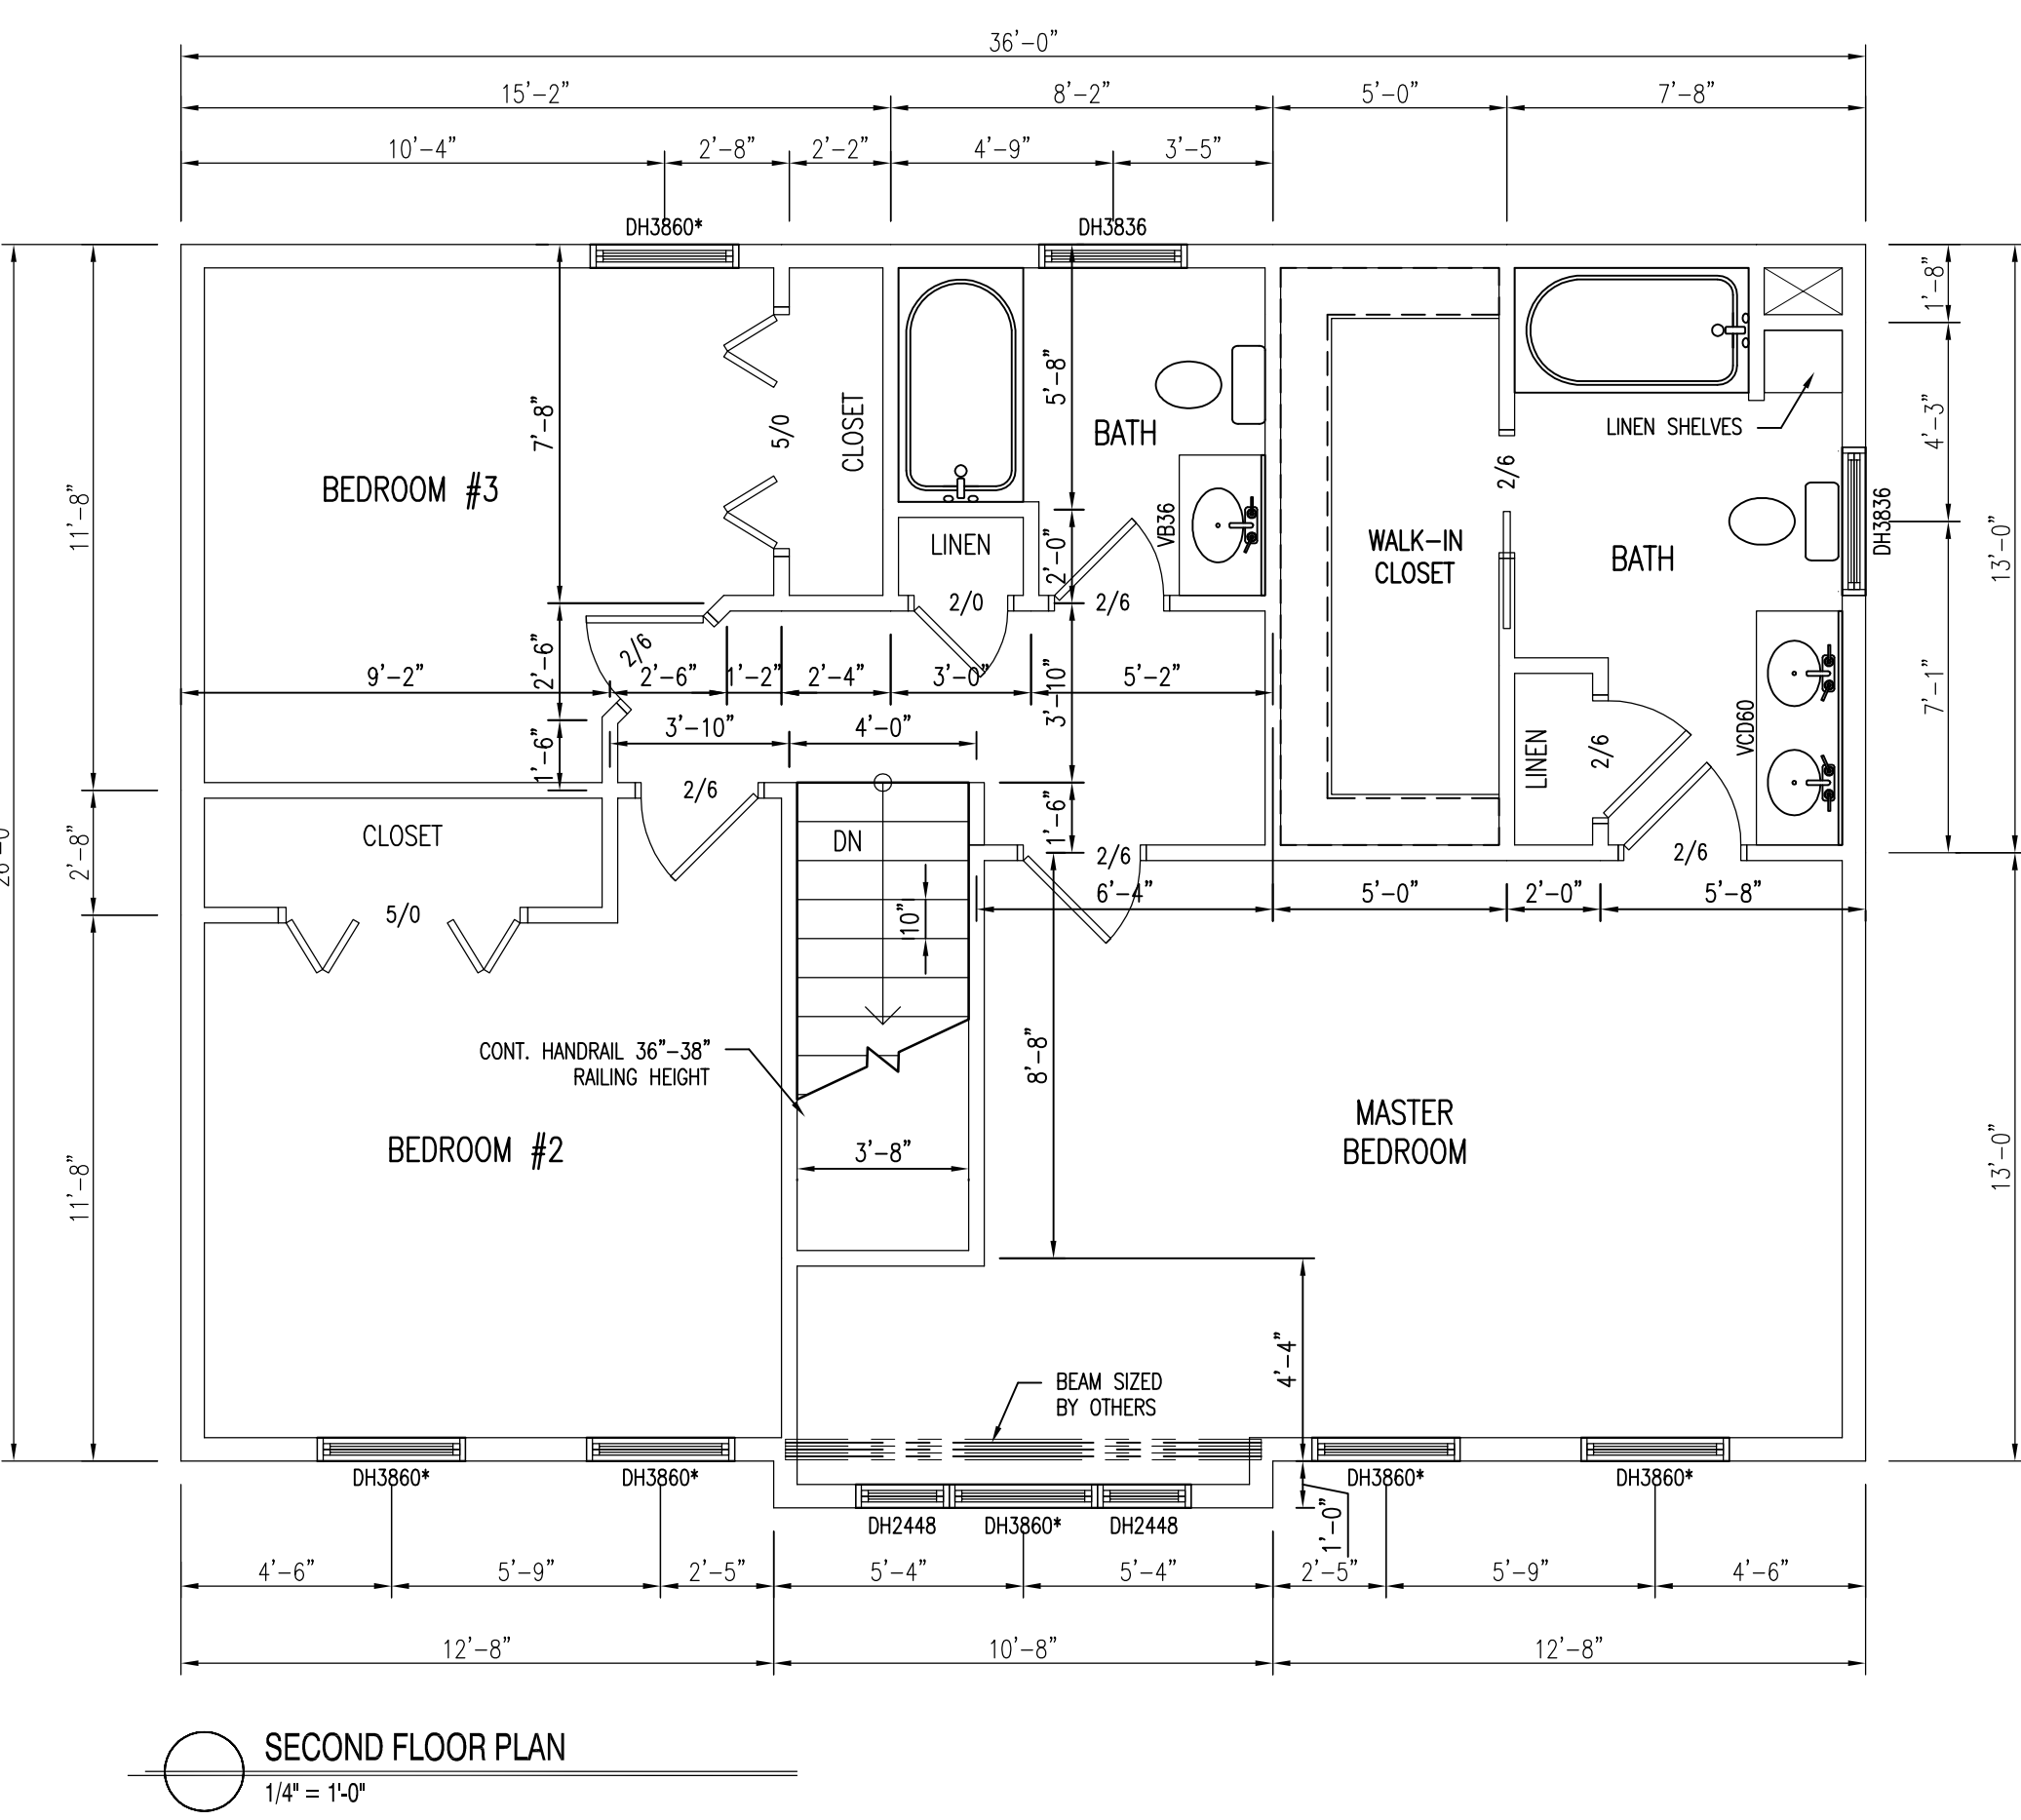 36'-0"
15'-2" 8'-2" 5'-0" 7'-8"
10'-4" 2'-8" 2'-2" 4'-9" 3'-5"
DH3860* DH3836
1'-8"
4'-3"
7'-1"
13'-0"
13'-0"
11'-8"
2'-8"
11'-8"
7'-8"
5/0
CLOSET
5'-8"
BATH
BEDROOM #3
VB36
2/6
LINEN SHELVES
DH3836
LINEN
2'-0"
WALK-IN
CLOSET
BATH
2/0
2/6
2/6
2'-6"
9'-2" 2'-6" 1'-2" 2'-4" 3'-0" 5'-2"
3'-10"
1'-6"
3'-10" 4'-0"
LINEN
2/6
VCD60
2/6
CLOSET
DN
1'-6"
2/6
2/6
5/0
10"
6'-4" 5'-0" 2'-0" 5'-8"
CONT. HANDRAIL 36"-38"
RAILING HEIGHT
8'-8"
BEDROOM #2
3'-8"
MASTER
BEDROOM
4'-4"
BEAM SIZED
BY OTHERS
DH3860* DH3860* DH3860* DH3860*
DH2448 DH3860* DH2448
1'-0"
4'-6" 5'-9" 2'-5" 5'-4" 5'-4" 2'-5" 5'-9" 4'-6"
12'-8" 10'-8" 12'-8"
SECOND FLOOR PLAN
1/4" = 1'-0"